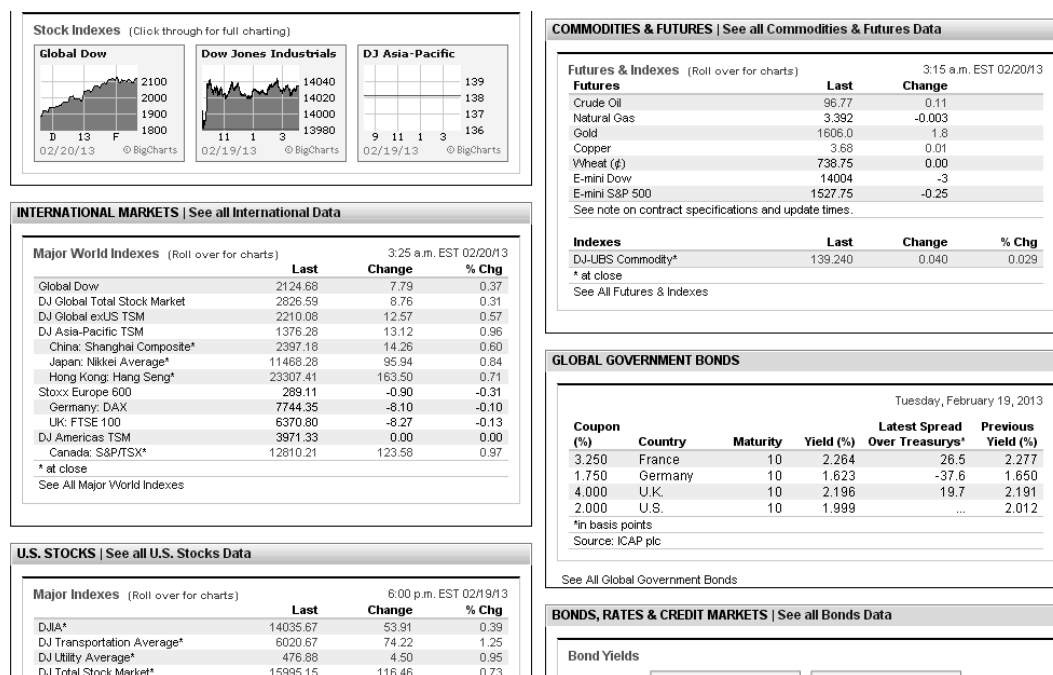 Stock Indexes (Click through for full charting)
Global Dow
2100
2000
1900
1800
D 13 F
02/20/13 © BigCharts
Dow Jones Industrials
14040
14020
14000
13980
11 1 3
02/19/13 © BigCharts
DJ Asia-Pacific
139
138
137
136
9 11 1 3
02/19/13 © BigCharts
INTERNATIONAL MARKETS | See all International Data
Major World Indexes (Roll over for charts) 3:25 a.m. EST 02/20/13
Last Change % Chg
Global Dow 2124.68 7.79 0.37
DJ Global Total Stock Market 2826.59 8.76 0.31
DJ Global exUS TSM 2210.08 12.57 0.57
DJ Asia-Pacific TSM 1376.28 13.12 0.96
China: Shanghai Composite* 2397.18 14.26 0.60
Japan: Nikkei Average* 11468.28 95.94 0.84
Hong Kong: Hang Seng* 23307.41 163.50 0.71
Stoxx Europe 600 289.11 -0.90 -0.31
Germany: DAX 7744.35 -8.10 -0.10
UK: FTSE 100 6370.80 -8.27 -0.13
DJ Americas TSM 3971.33 0.00 0.00
Canada: S&P/TSX* 12810.21 123.58 0.97
* at close
See All Major World Indexes
U.S. STOCKS | See all U.S. Stocks Data
Major Indexes (Roll over for charts) 6:00 p.m. EST 02/19/13
Last Change % Chg
DJIA* 14035.67 53.91 0.39
DJ Transportation Average* 6020.67 74.22 1.25
DJ Utility Average* 476.88 4.50 0.95
DJ Total Stock Market* 15995.15 116.46 0.73
COMMODITIES & FUTURES | See all Commodities & Futures Data
Futures & Indexes (Roll over for charts) 3:15 a.m. EST 02/20/13
Futures Last Change
Crude Oil 96.77 0.11
Natural Gas 3.392 -0.003
Gold 1606.0 1.8
Copper 3.68 0.01
Wheat (¢) 738.75 0.00
E-mini Dow 14004 -3
E-mini S&P 500 1527.75 -0.25
See note on contract specifications and update times.
Indexes Last Change % Chg
DJ-UBS Commodity* 139.240 0.040 0.029
* at close
See All Futures & Indexes
GLOBAL GOVERNMENT BONDS
Tuesday, February 19, 2013
Coupon Latest Spread Previous
(%) Country Maturity Yield (%) Over Treasurys* Yield (%)
3.250 France 10 2.264 26.5 2.277
1.750 Germany 10 1.623 -37.6 1.650
4.000 U.K. 10 2.196 19.7 2.191
2.000 U.S. 10 1.999 ... 2.012
*in basis points
Source: ICAP plc
See All Global Government Bonds
BONDS, RATES & CREDIT MARKETS | See all Bonds Data
Bond Yields